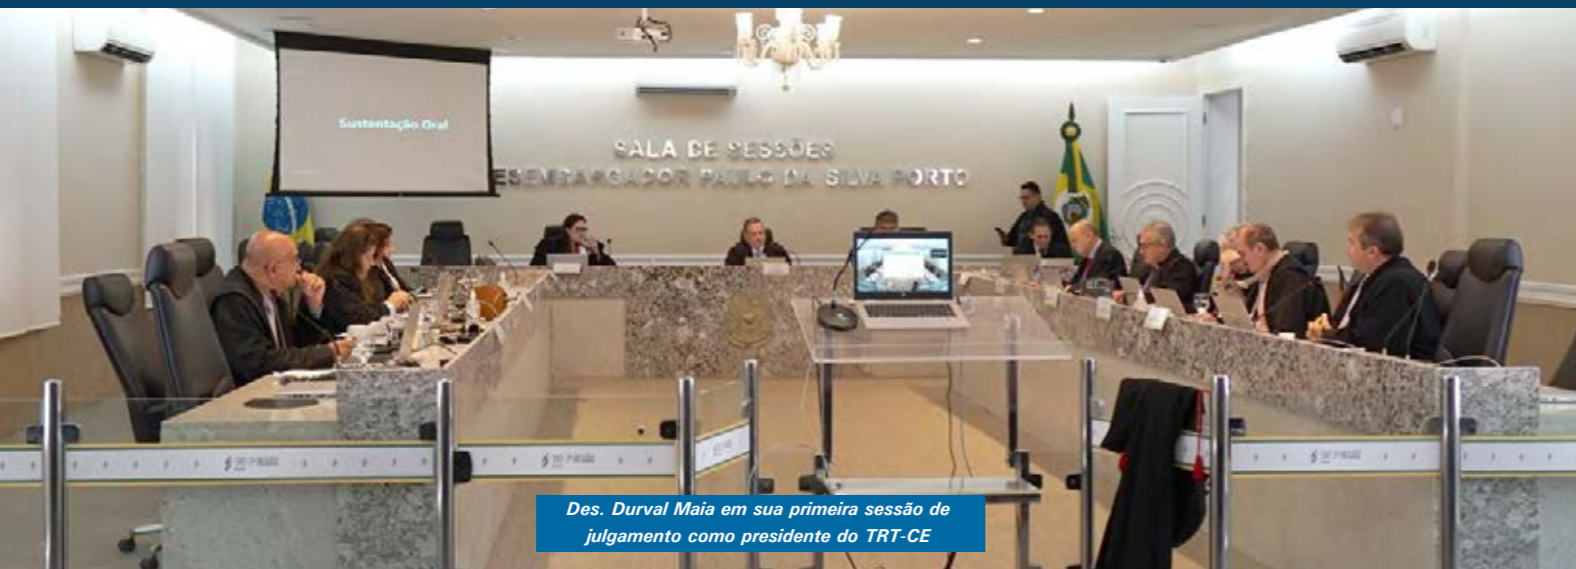 Sustentação Oral
SALA DE SESSÕES
ESEMBARGADOR PAULO DA SILVA PORTO
Des. Durval Maia em sua primeira sessão de
julgamento como presidente do TRT-CE